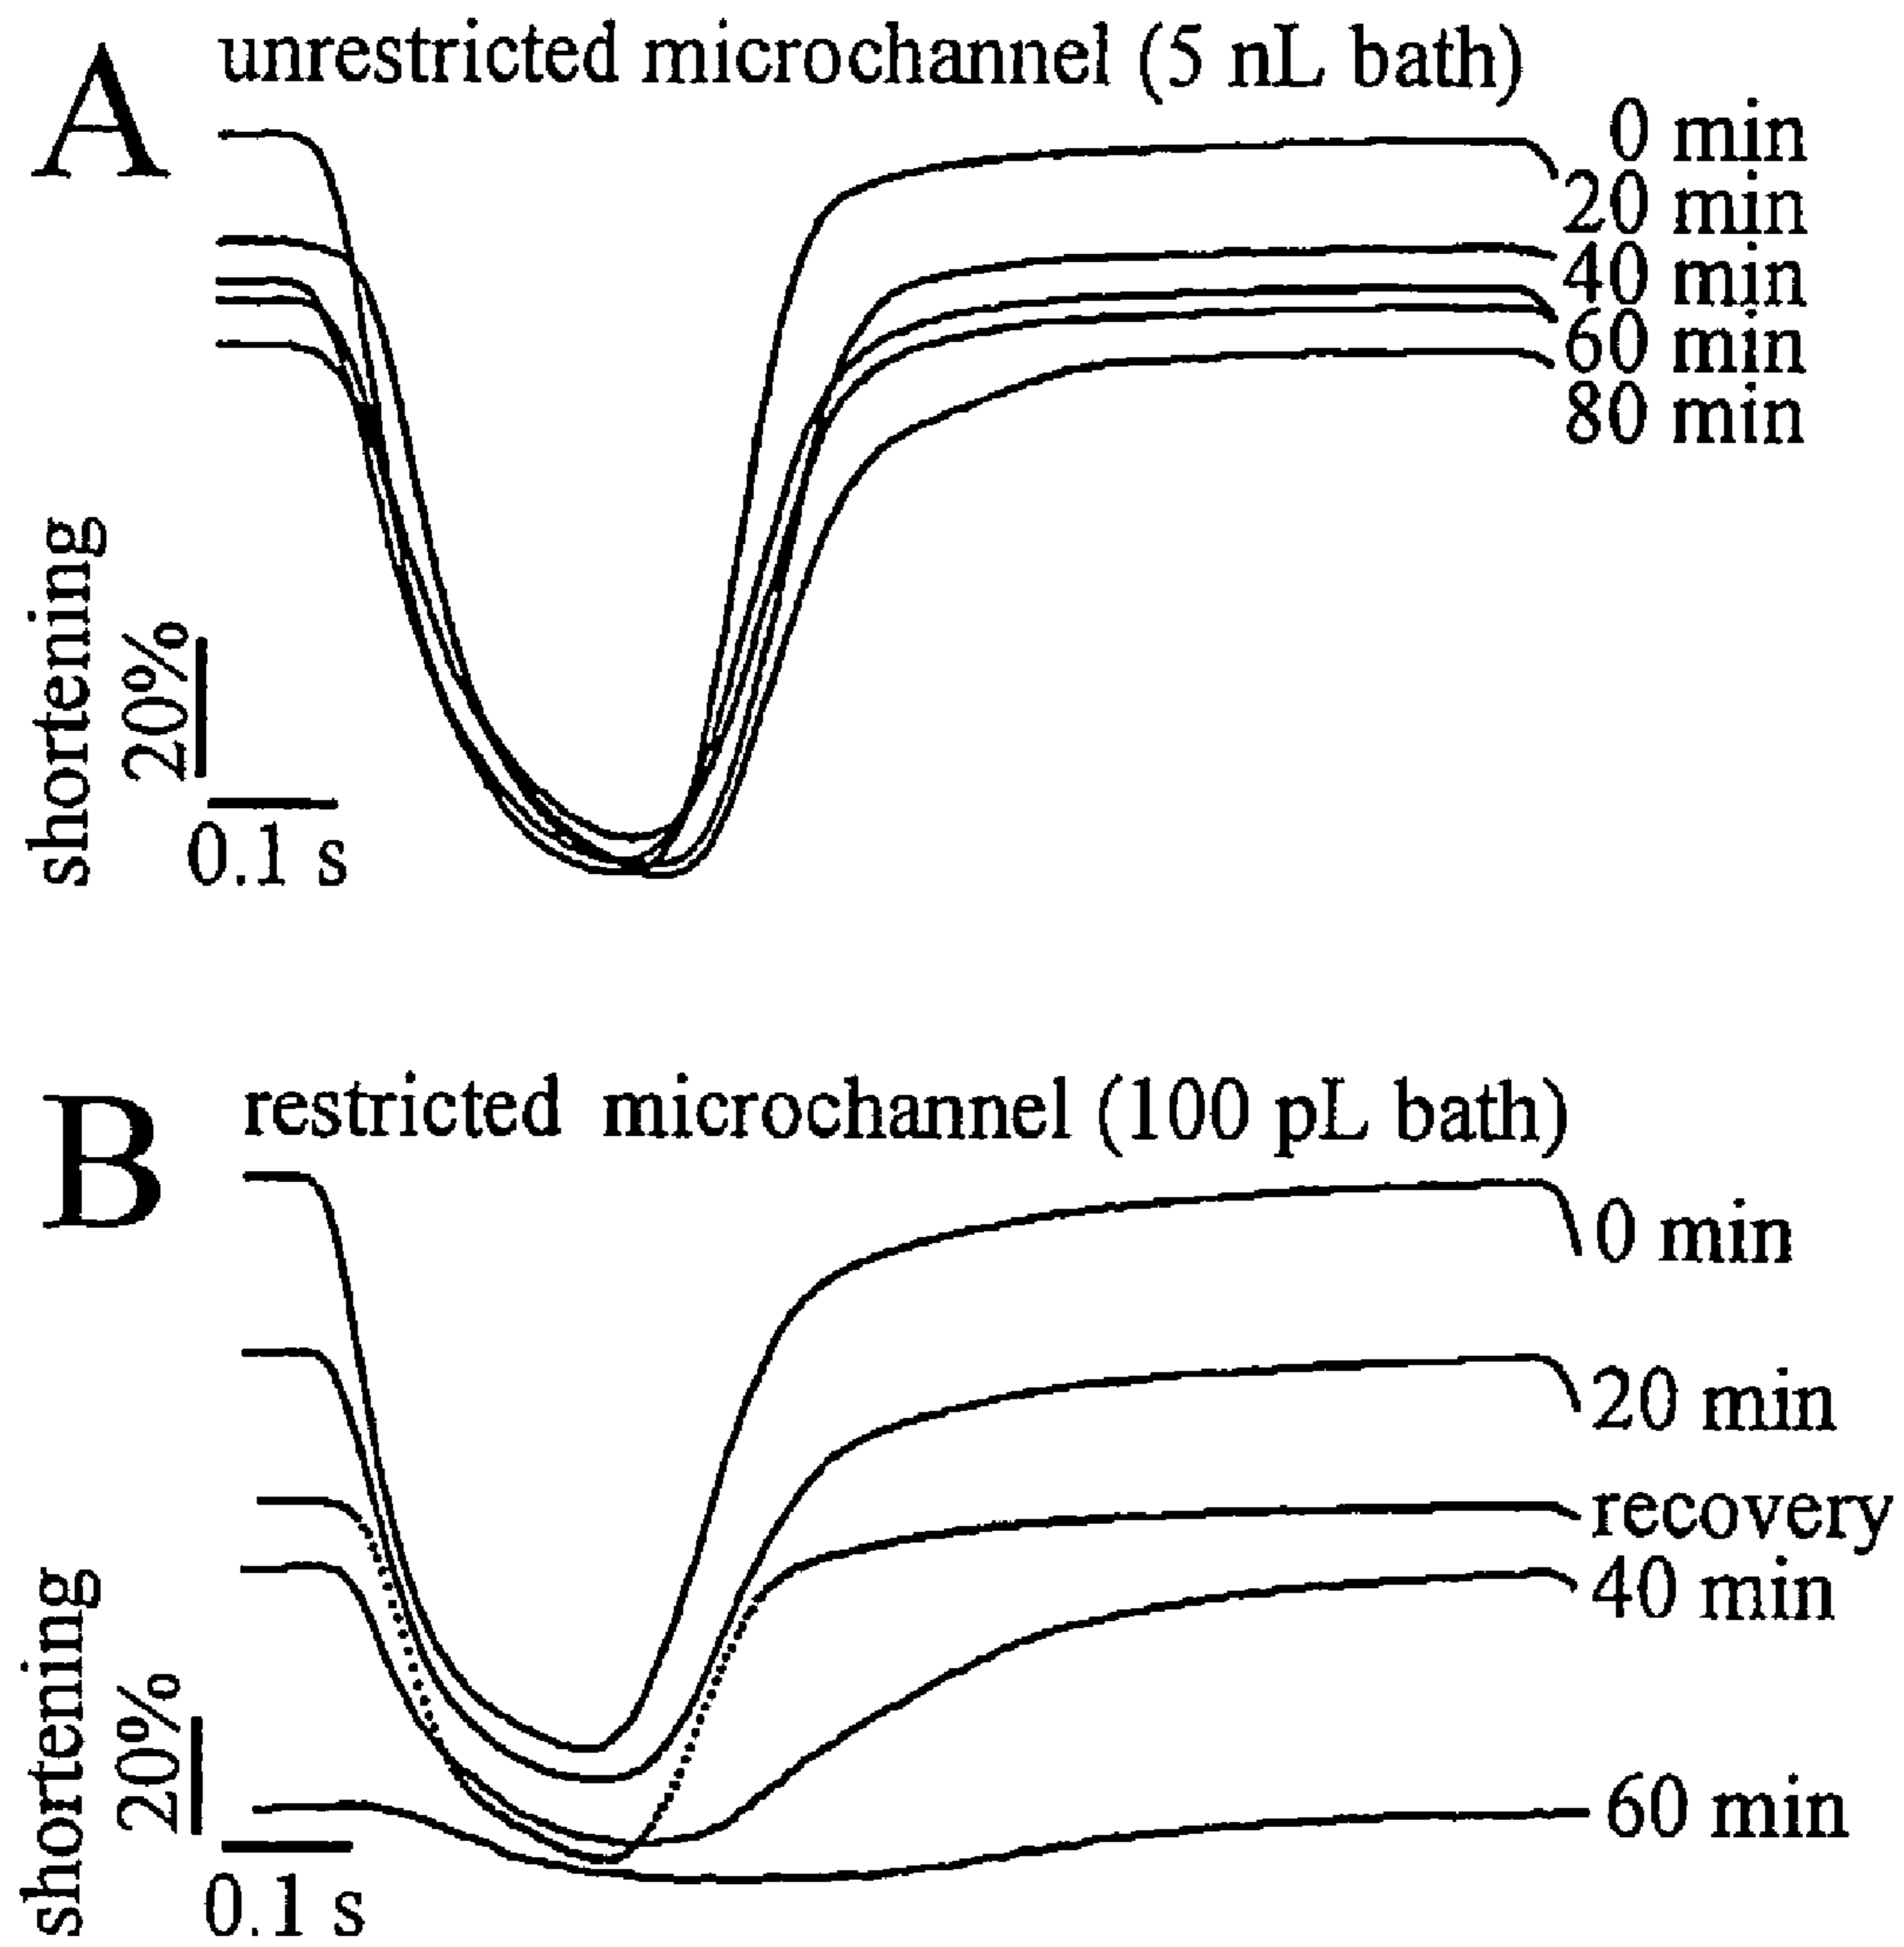 A
unrestricted microchannel (5 nL bath)
0 min
20 min
40 min
60 min
80 min
shortening
20%
0.1 s
B
restricted microchannel (100 pL bath)
0 min
20 min
recovery
40 min
60 min
shortening
20%
0.1 s